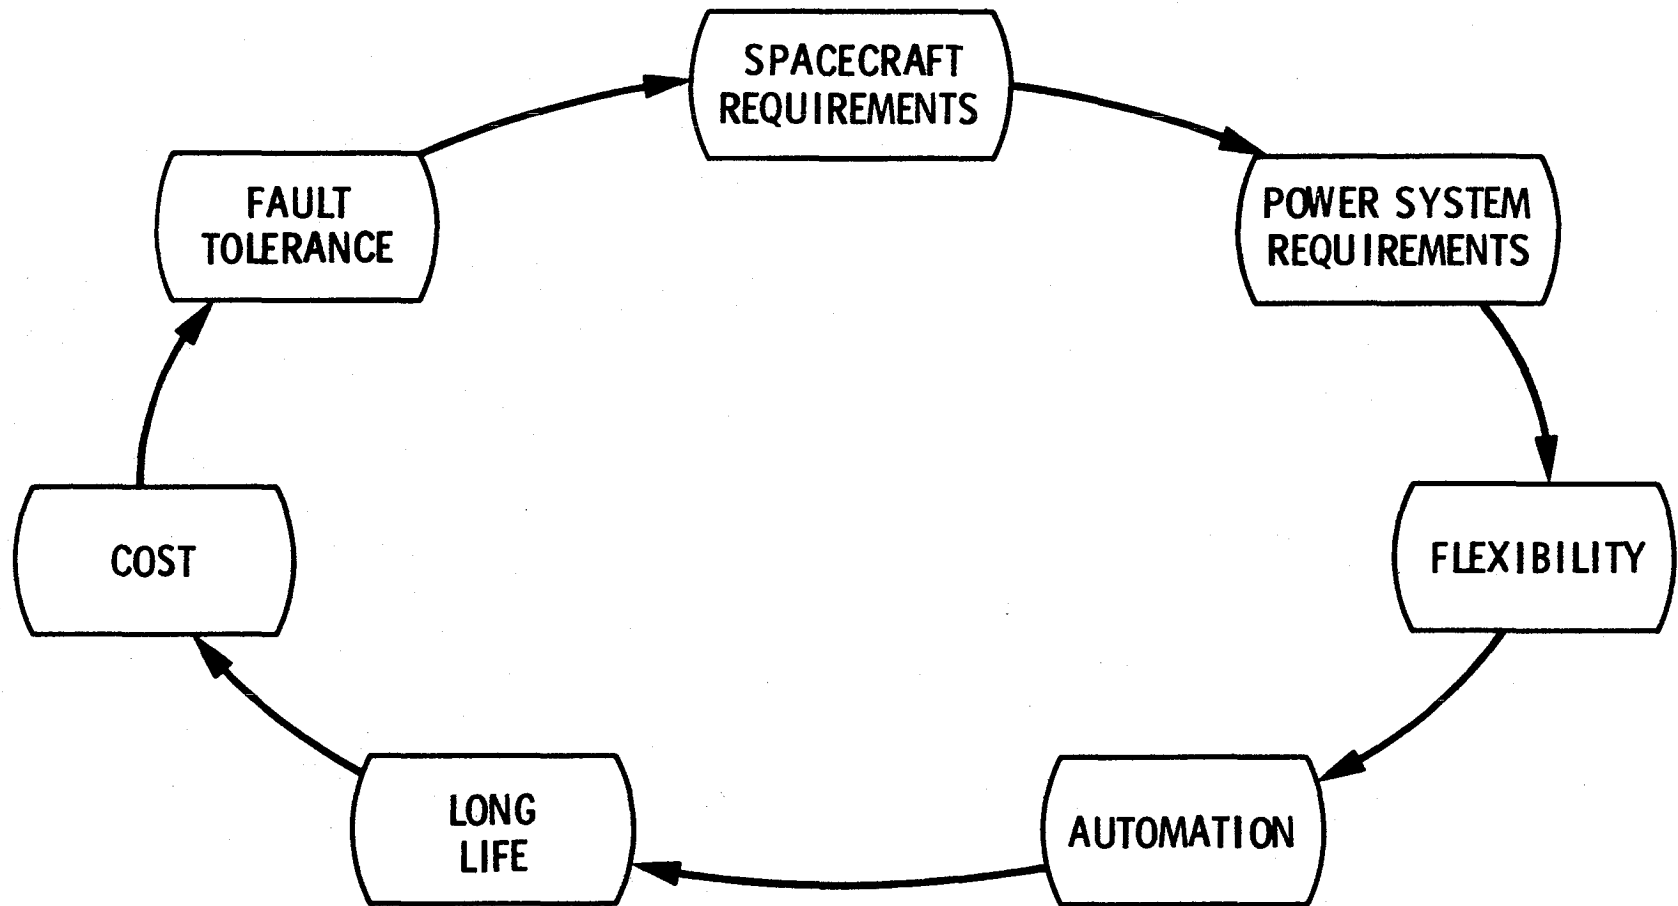 SPACECRAFT
REQUIREMENTS
POWER SYSTEM
REQUIREMENTS
FLEXIBILITY
AUTOMATION
LONG
LIFE
COST
FAULT
TOLERANCE